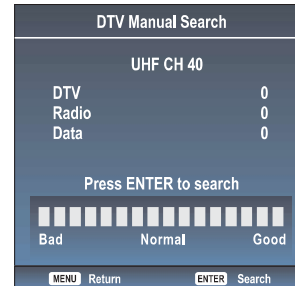 DTV Manual Search
UHF CH 40
DTV 0
Radio 0
Data 0
Press ENTER to search
Bad Normal Good
MENU Return ENTER Search